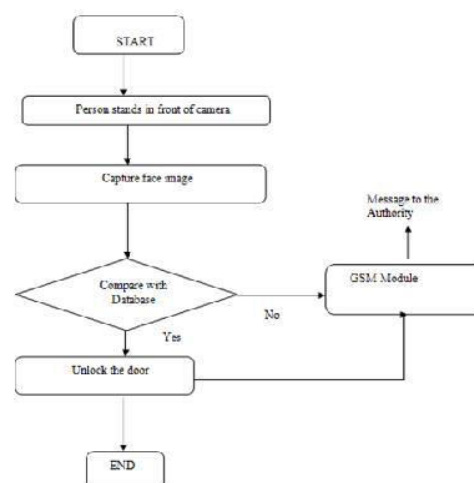 START
Person stands in front of camera
Capture face image
Message to the
Authority
Compare with
Database
GSM Module
No
Yes
Unlock the door
END